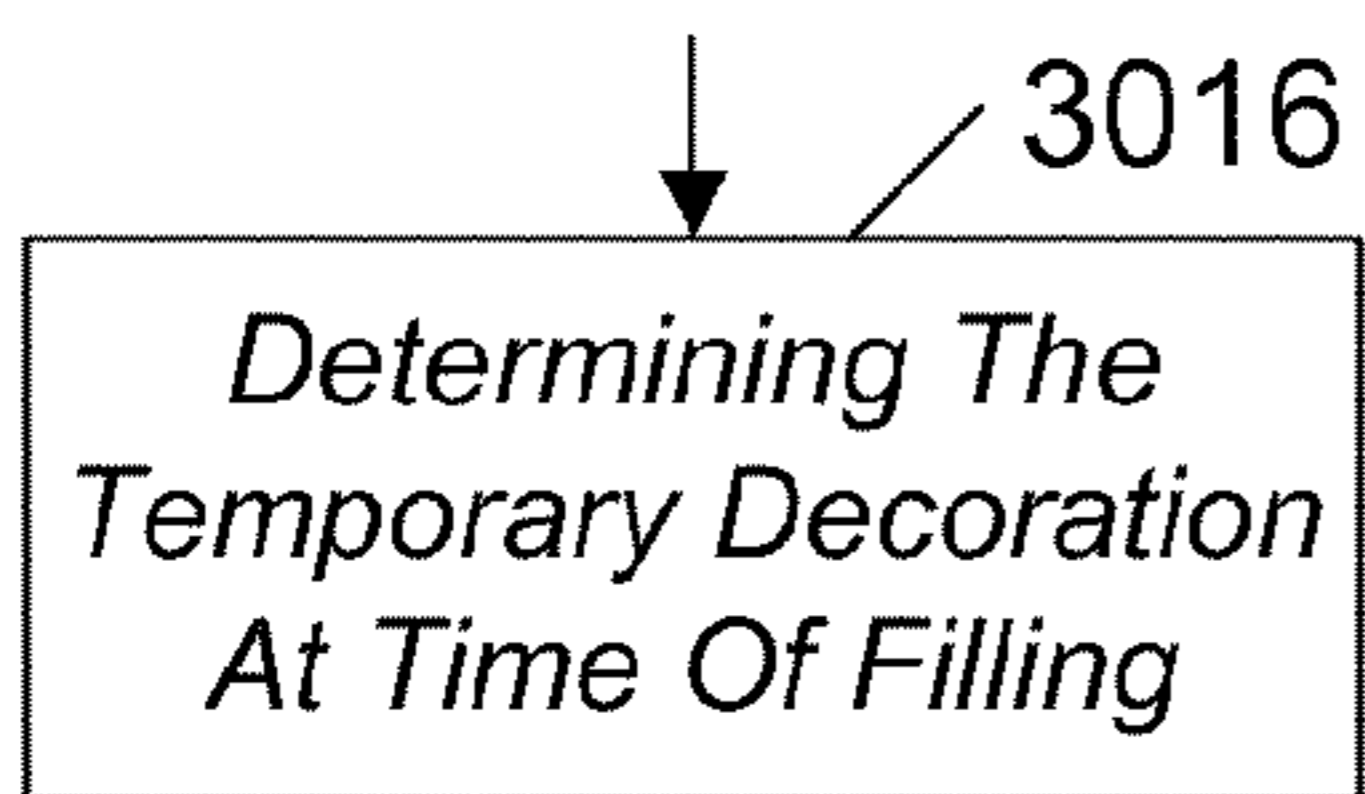 3016
Determining The
Temporary Decoration
At Time Of Filling